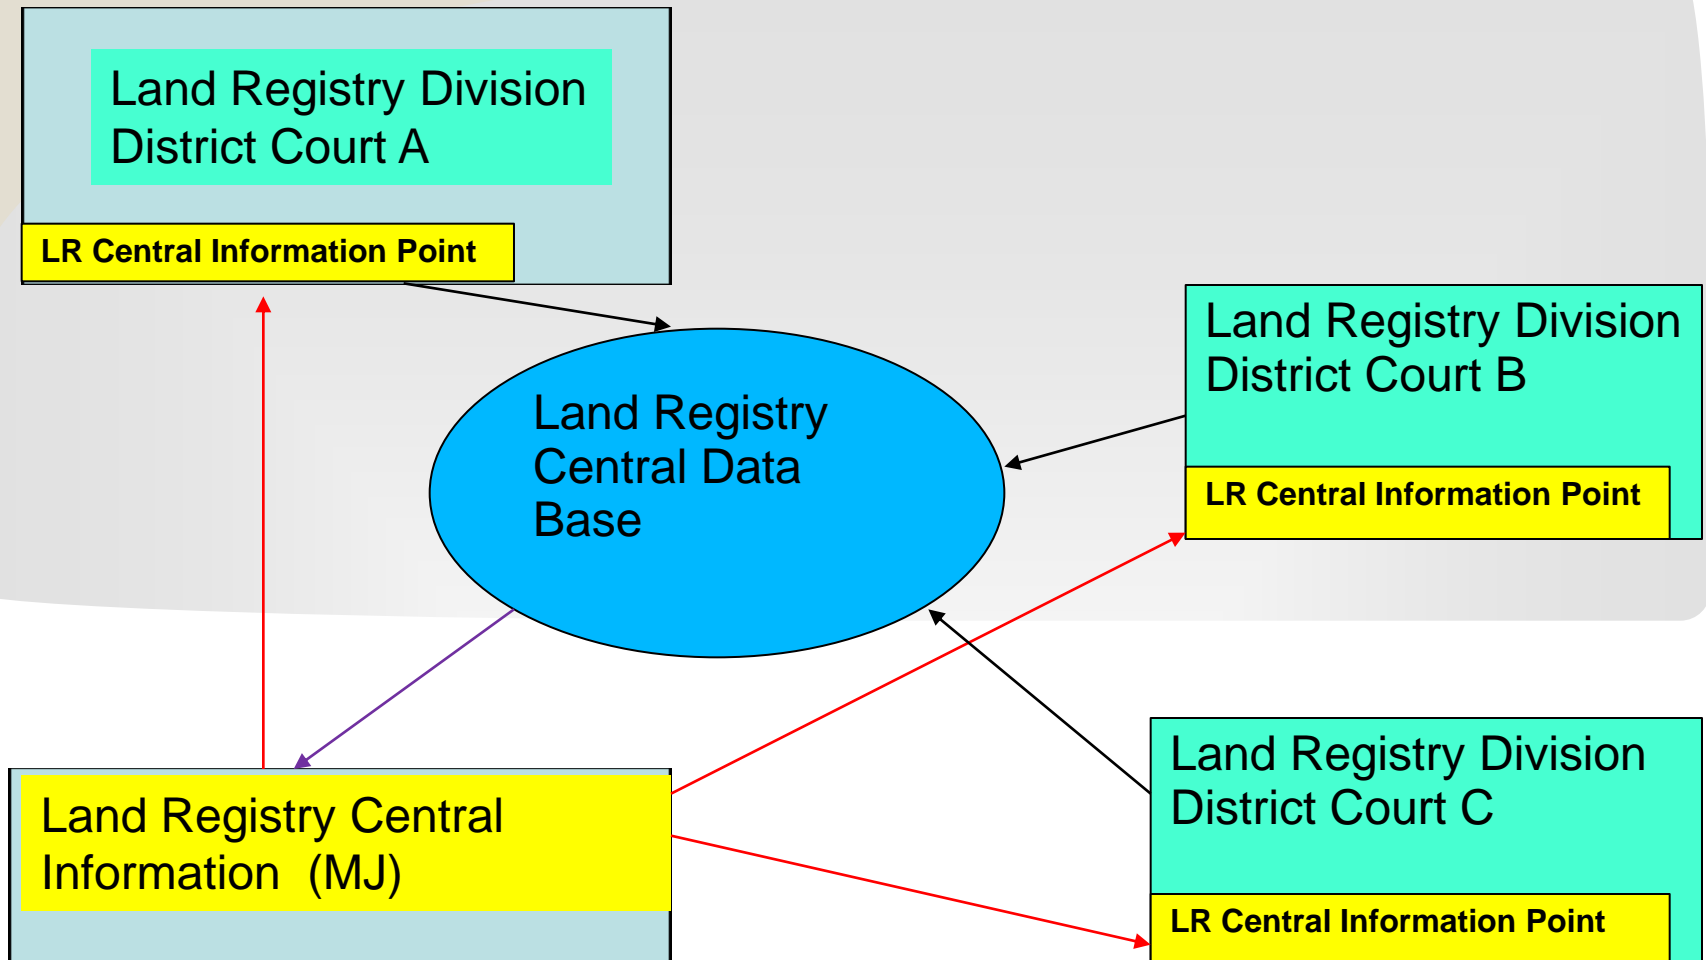 Land Registry Division
District Court A
LR Central Information Point
Land Registry
Central Data
Base
Land Registry Division
District Court B
LR Central Information Point
Land Registry Central
Information  (MJ)
Land Registry Division
District Court C
LR Central Information Point